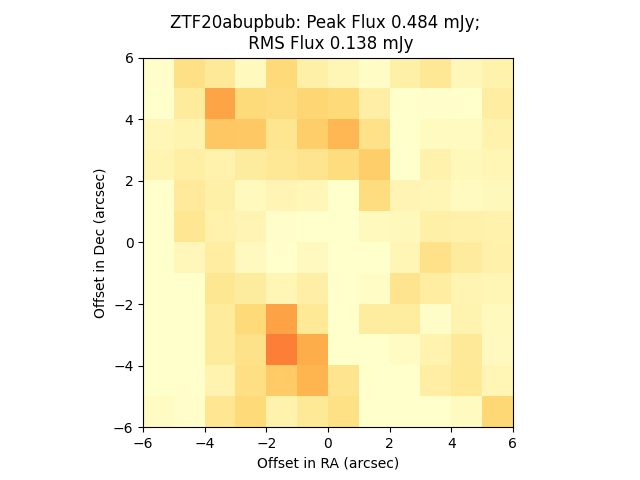 ZTF20abupbub: Peak Flux 0.484 mJy;
RMS Flux 0.138 mJy
6
4
2
0
−2
−4
−6
Offset in Dec (arcsec)
−6 −4 −2 0 2 4 6
Offset in RA (arcsec)